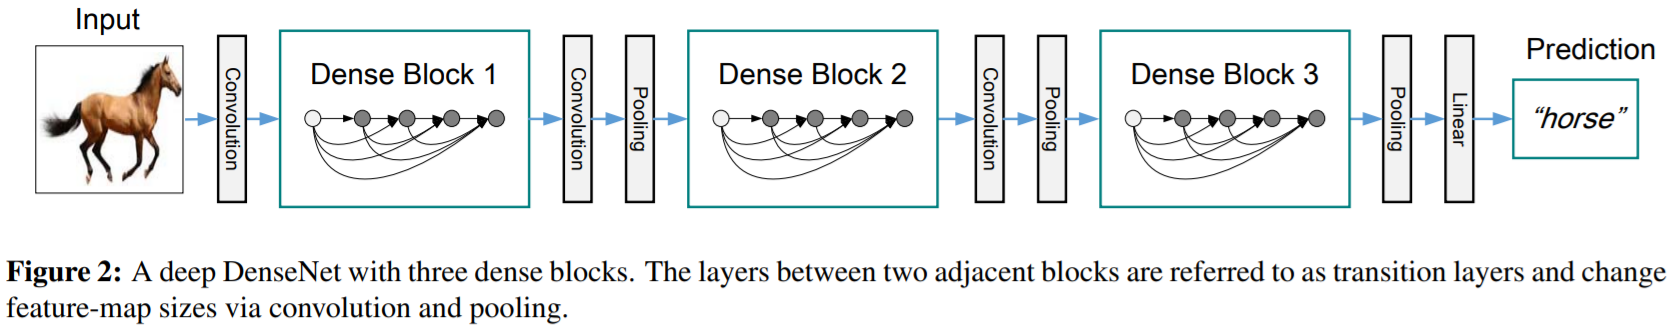 Input
Convolution
Dense Block 1
Convolution
Pooling
Dense Block 2
Convolution
Pooling
Dense Block 3
Pooling
Linear
Prediction
“horse”
Figure 2: A deep DenseNet with three dense blocks. The layers between two adjacent blocks are referred to as transition layers and change
feature-map sizes via convolution and pooling.